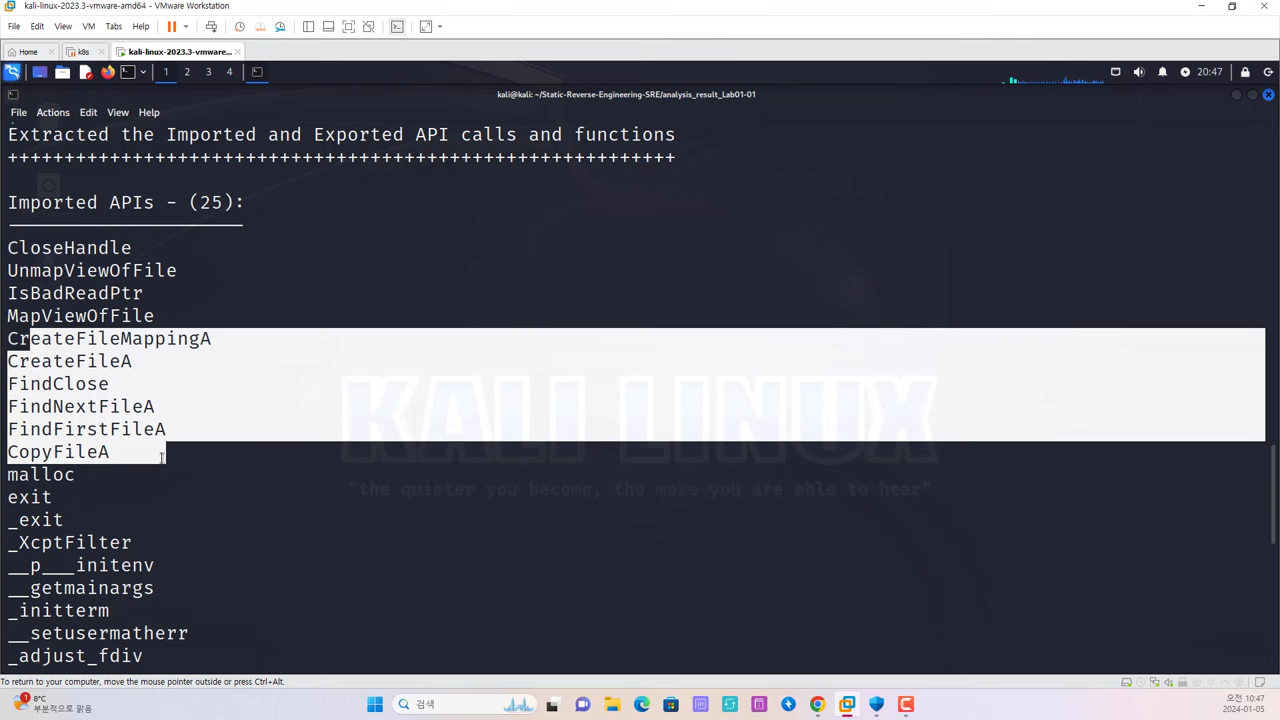 kali-linux-2023.3-vmware-amd64 - VMware Workstation
File Edit View VM Tabs Help
Home k8s kali-linux-2023.3-vmware...
1 2 3 4 20:47
kali@kali: ~/Static-Reverse-Engineering-SRE/analysis_result_Lab01-01
File Actions Edit View Help
Extracted the Imported and Exported API calls and functions
+++++++++++++++++++++++++++++++++++++++++++++++++++++++++++
Imported APIs - (25):
CloseHandle
UnmapViewOfFile
IsBadReadPtr
MapViewOfFile
CreateFileMappingA
CreateFileA
FindClose
FindNextFileA
FindFirstFileA
CopyFileA
malloc
exit
_exit
_XcptFilter
__p___initenv
__getmainargs
_initterm
__setusermatherr
_adjust_fdiv
KALI LINUX
"the quieter you become, the more you are able to hear"
To return to your computer, move the mouse pointer outside or press Ctrl+Alt.
1 8°C
부분적으로 맑음
검색
오전 10:47
2024-01-05